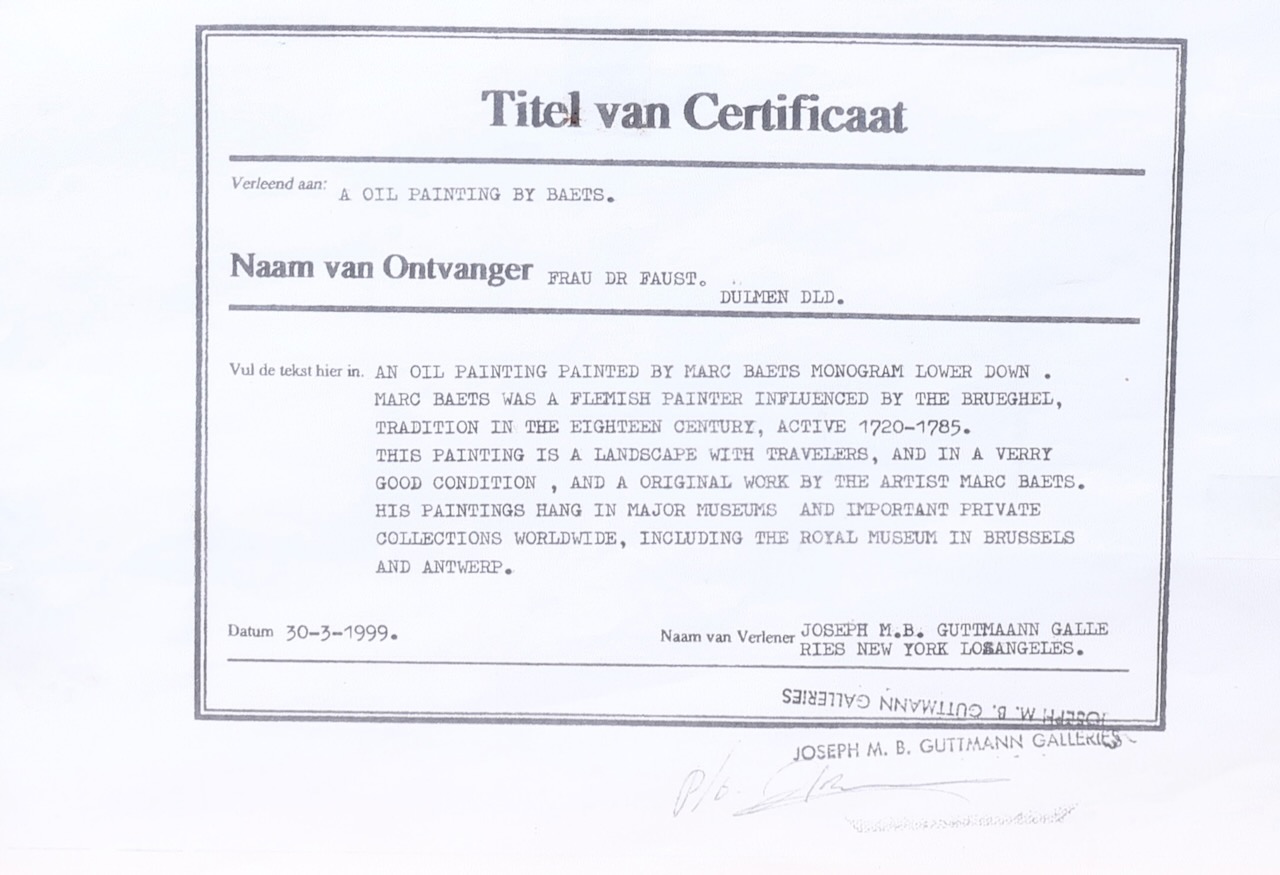 Titel van Certificaat
Verleend aan: A OIL PAINTING BY BAETS.
Naam van Ontvanger FRAU DR FAUST.
DULMEN DLD.
Vul de tekst hier in. AN OIL PAINTING PAINTED BY MARC BAETS MONOGRAM LOWER DOWN .
MARC BAETS WAS A FLEMISH PAINTER INFLUENCED BY THE BRUEGHEL,
TRADITION IN THE EIGHTEEN CENTURY, ACTIVE 1720-1785.
THIS PAINTING IS A LANDSCAPE WITH TRAVELERS, AND IN A VERRY
GOOD CONDITION , AND A ORIGINAL WORK BY THE ARTIST MARC BAETS.
HIS PAINTINGS HANG IN MAJOR MUSEUMS AND IMPORTANT PRIVATE
COLLECTIONS WORLDWIDE, INCLUDING THE ROYAL MUSEUM IN BRUSSELS
AND ANTWERP.
Datum 30-3-1999.
Naam van Verlener JOSEPH M.B. GUTTMAANN GALLE
RIES NEW YORK LOSANGELES.
JOSEPH M. B. GUTTMANN GALLERIES
JOSEPH M. B. GUTTMANN GALLERIES